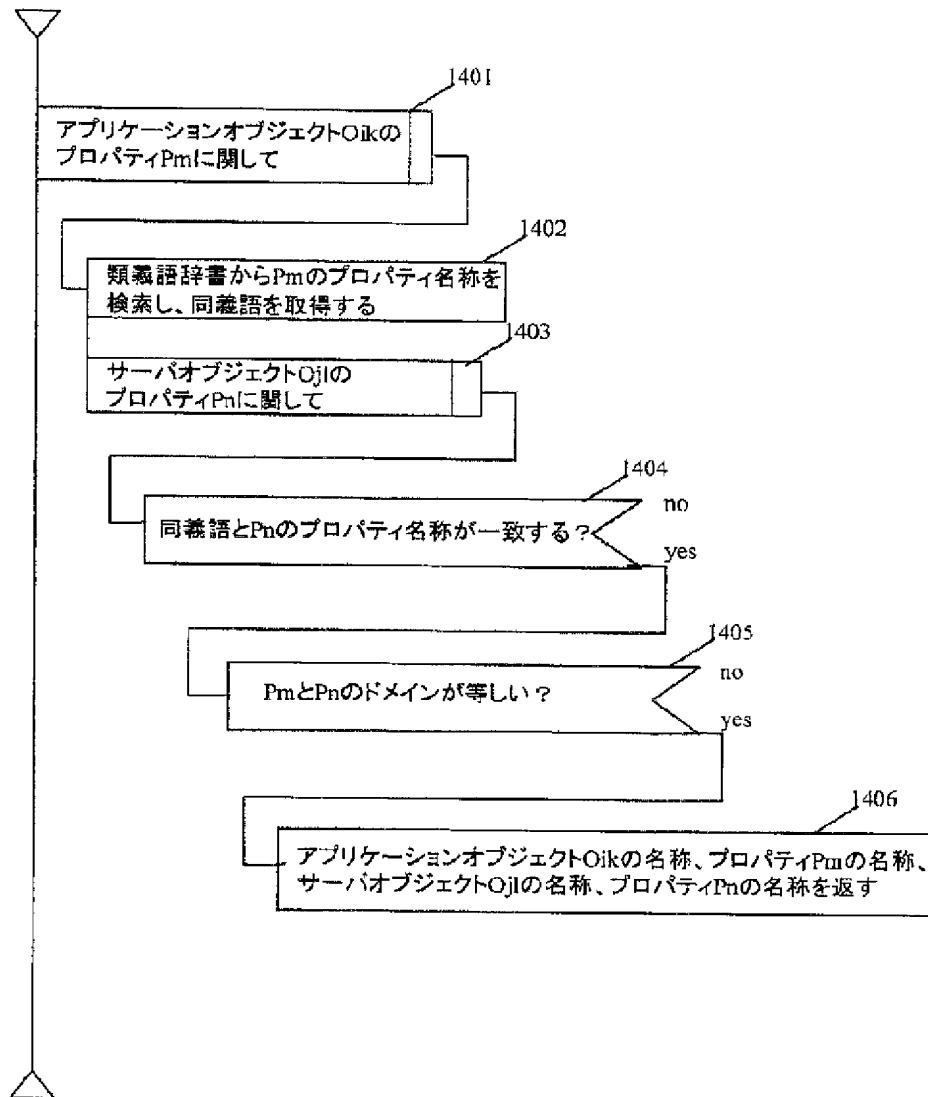 1401
アプリケーションオブジェクトOikの
プロパティPmに関して
1402
類義語辞書からPmのプロパティ名称を
検索し、同義語を取得する
1403
サーバオブジェクトOjlの
プロパティPnに関して
1404
no
同義語とPnのプロパティ名称が一致する？
yes
1405
no
PmとPnのドメインが等しい？
yes
1406
アプリケーションオブジェクトOikの名称、プロパティPmの名称、
サーバオブジェクトOjlの名称、プロパティPnの名称を返す